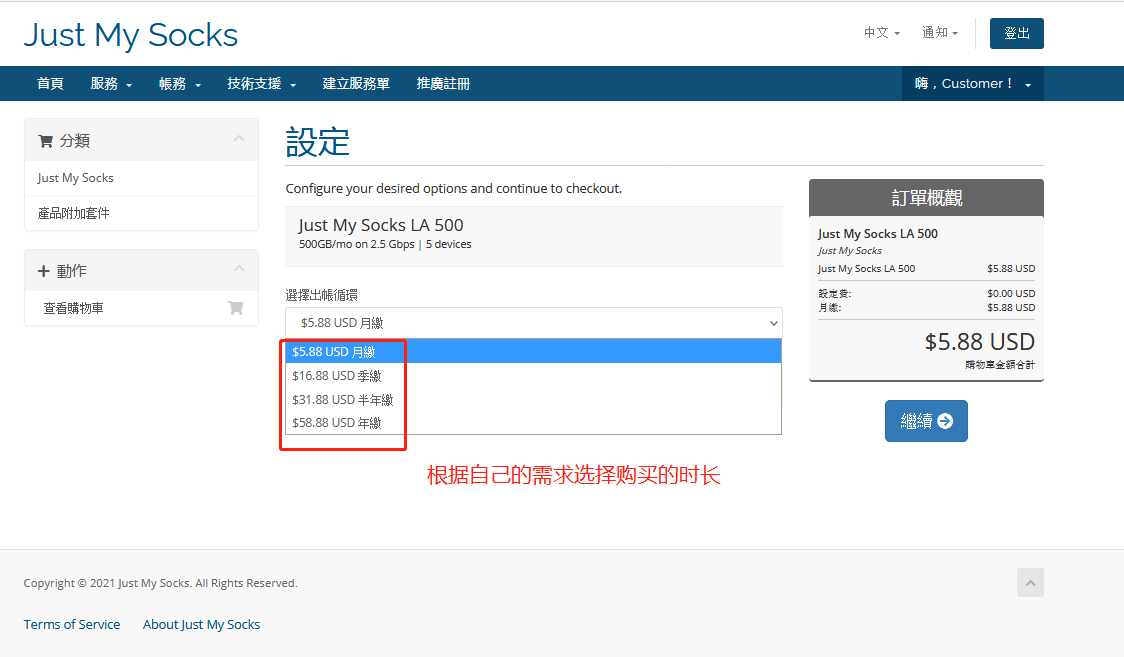 Just My Socks
中文 通知 登出
首頁 服務 帳務 技術支援 建立服務單 推廣註冊 嗨，Customer！
分類
Just My Socks
產品附加套件
動作
查看購物車
設定
Configure your desired options and continue to checkout.
Just My Socks LA 500
500GB/mo on 2.5 Gbps | 5 devices
選擇出帳循環
$5.88 USD 月繳
$5.88 USD 月繳
$16.88 USD 季繳
$31.88 USD 半年繳
$58.88 USD 年繳
根据自己的需求选择购买的时长
訂單概觀
Just My Socks LA 500
Just My Socks
Just My Socks LA 500 $5.88 USD
設定費: $0.00 USD
月繳: $5.88 USD
$5.88 USD
購物車金額合計
繼續
Copyright © 2021 Just My Socks. All Rights Reserved.
Terms of Service About Just My Socks